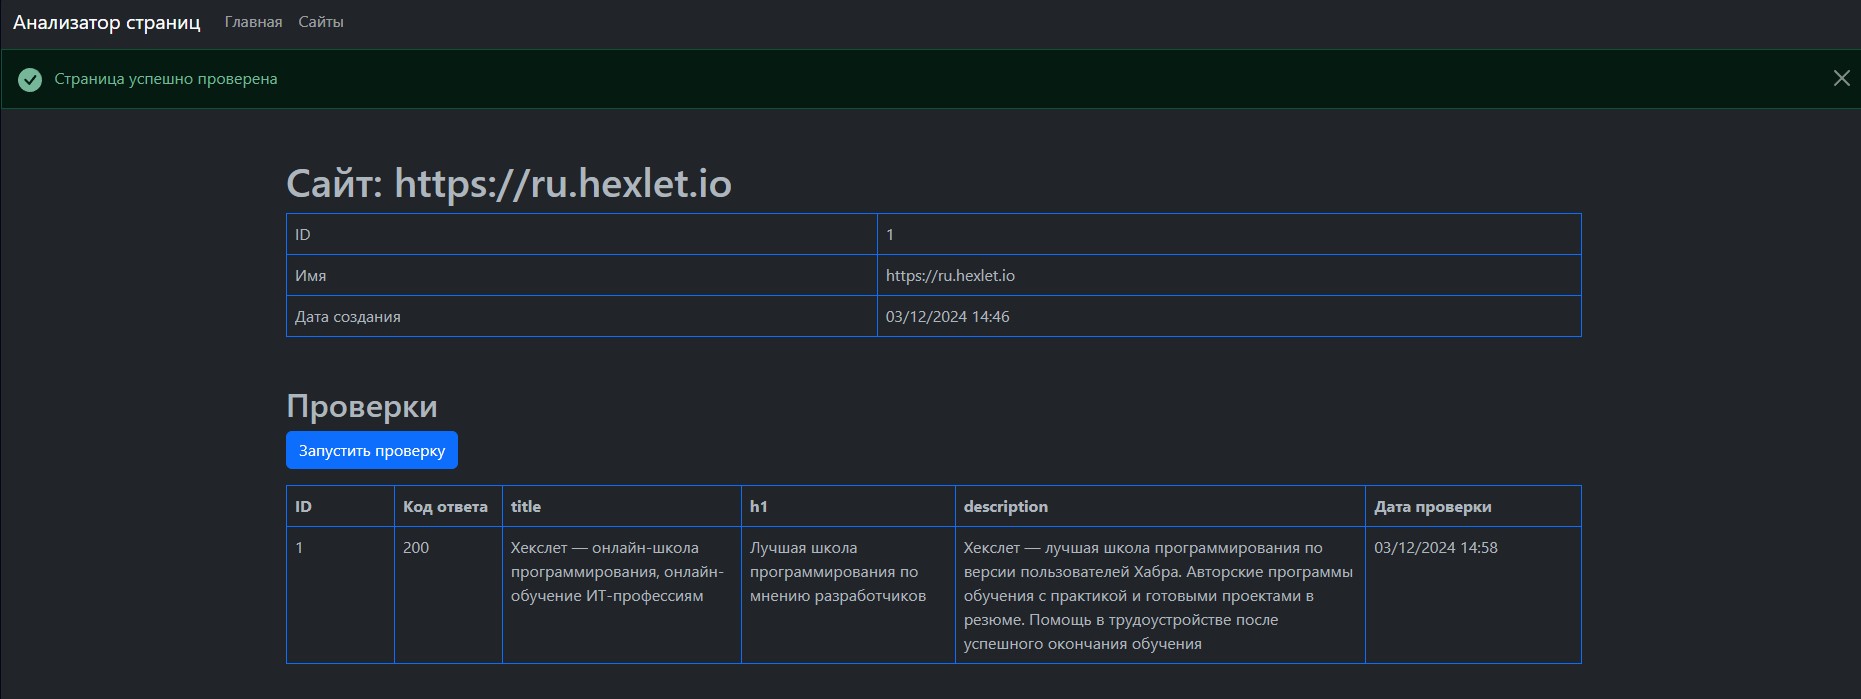 Анализатор страниц Главная Сайты
Страница успешно проверена
Сайт: https://ru.hexlet.io
ID 1
Имя https://ru.hexlet.io
Дата создания 03/12/2024 14:46
Проверки
Запустить проверку
ID Код ответа title h1 description Дата проверки
1 200 Хекслет — онлайн-школа Лучшая школа Хекслет — лучшая школа программирования по 03/12/2024 14:58
программирования, онлайн- программирования по версии пользователей Хабра. Авторские программы
обучение ИТ-профессиям мнению разработчиков обучения с практикой и готовыми проектами в
резюме. Помощь в трудоустройстве после
успешного окончания обучения